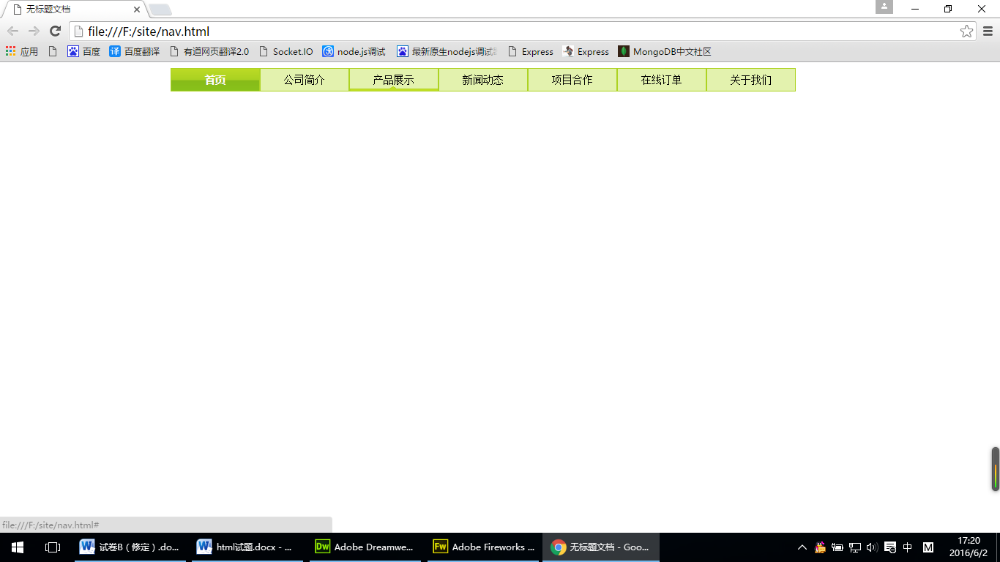 无标题文档
file:///F:/site/nav.html
应用 百度 百度翻译 有道网页翻译2.0 Socket.IO node.js调试 最新原生nodejs调试 Express Express MongoDB中文社区
首页 公司简介 产品展示 新闻动态 项目合作 在线订单 关于我们
file:///F:/site/nav.html#
试卷B（修定）.do... html试题.docx - ... Dw Adobe Dreamwe... Fw Adobe Fireworks ... 无标题文档 - Goo... 中 M 17:20
2016/6/2